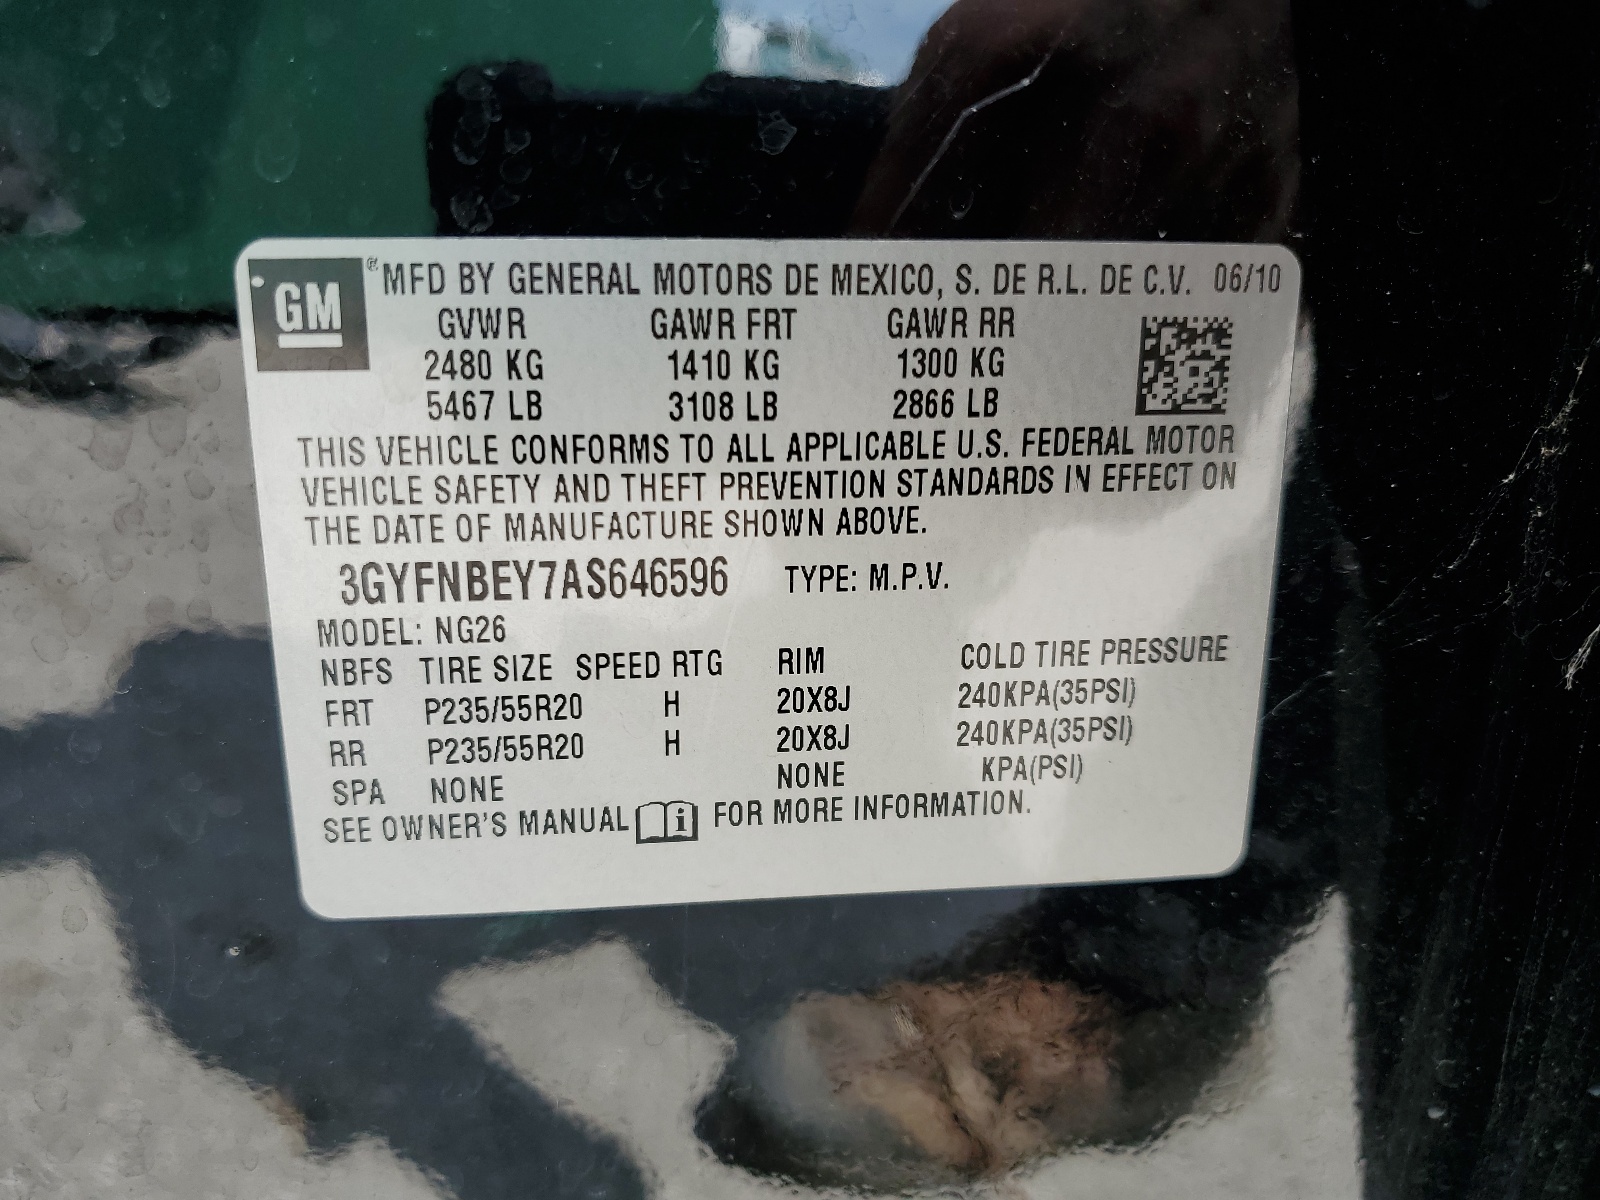 GM ® MFD BY GENERAL MOTORS DE MEXICO, S. DE R.L. DE C.V. 06/10
GVWR GAWR FRT GAWR RR
2480 KG 1410 KG 1300 KG
5467 LB 3108 LB 2866 LB
THIS VEHICLE CONFORMS TO ALL APPLICABLE U.S. FEDERAL MOTOR
VEHICLE SAFETY AND THEFT PREVENTION STANDARDS IN EFFECT ON
THE DATE OF MANUFACTURE SHOWN ABOVE.
3GYFNBEY7AS646596 TYPE: M.P.V.
MODEL: NG26
NBFS TIRE SIZE SPEED RTG RIM COLD TIRE PRESSURE
FRT P235/55R20 H 20X8J 240KPA(35PSI)
RR P235/55R20 H 20X8J 240KPA(35PSI)
SPA NONE NONE KPA(PSI)
SEE OWNER'S MANUAL i FOR MORE INFORMATION.